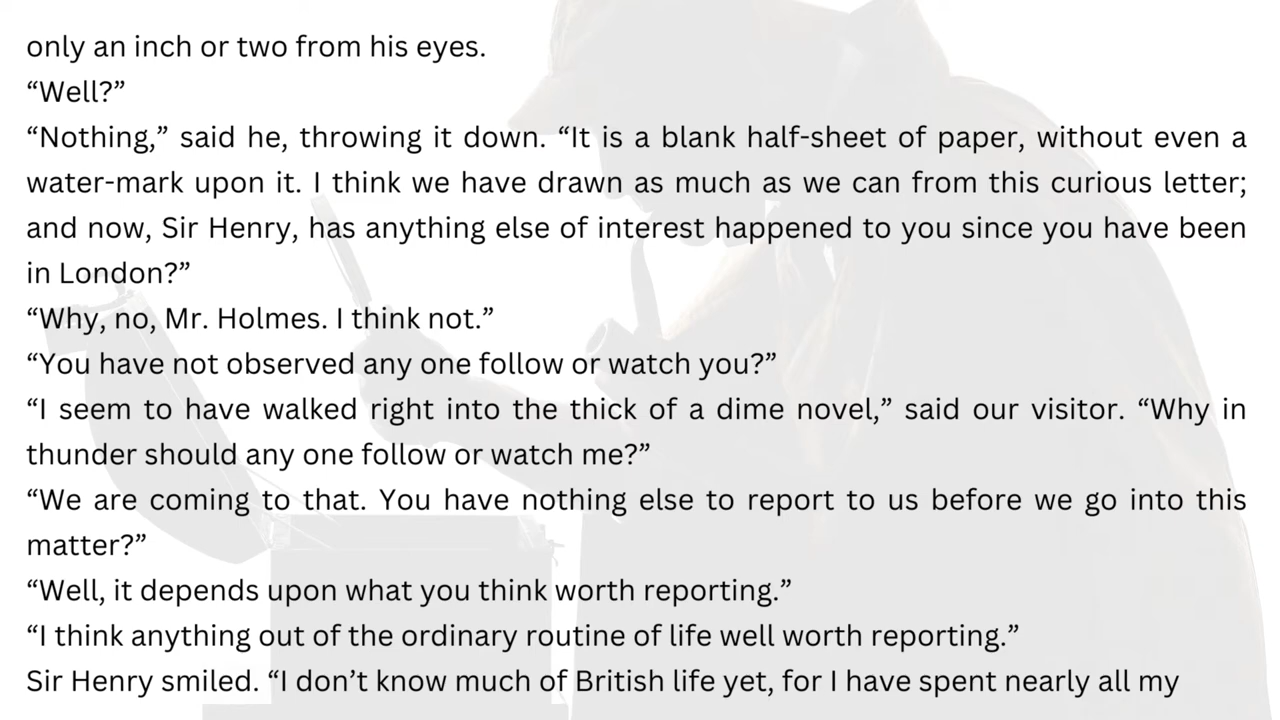 only an inch or two from his eyes.
“Well?”
“Nothing,” said he, throwing it down. “It is a blank half-sheet of paper, without even a
water-mark upon it. I think we have drawn as much as we can from this curious letter;
and now, Sir Henry, has anything else of interest happened to you since you have been
in London?”
“Why, no, Mr. Holmes. I think not.”
“You have not observed any one follow or watch you?”
“I seem to have walked right into the thick of a dime novel,” said our visitor. “Why in
thunder should any one follow or watch me?”
“We are coming to that. You have nothing else to report to us before we go into this
matter?”
“Well, it depends upon what you think worth reporting.”
“I think anything out of the ordinary routine of life well worth reporting.”
Sir Henry smiled. “I don’t know much of British life yet, for I have spent nearly all my